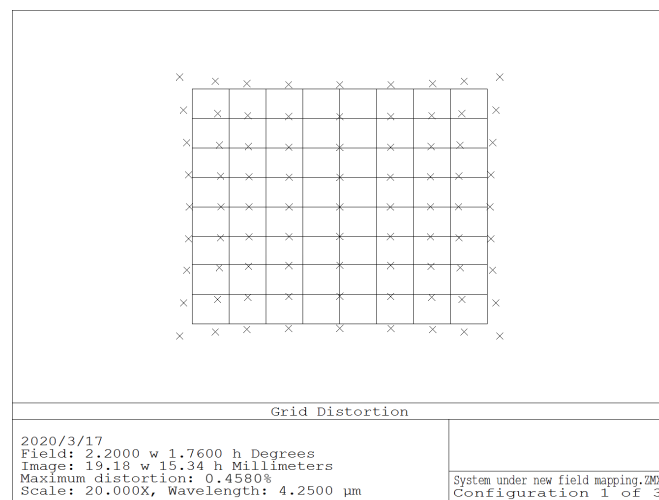 Grid Distortion
2020/3/17
Field: 2.2000 w 1.7600 h Degrees
Image: 19.18 w 15.34 h Millimeters
Maximum distortion: 0.4580%
Scale: 20.000X, Wavelength: 4.2500 µm
System under new field mapping.ZMX
Configuration 1 of 3